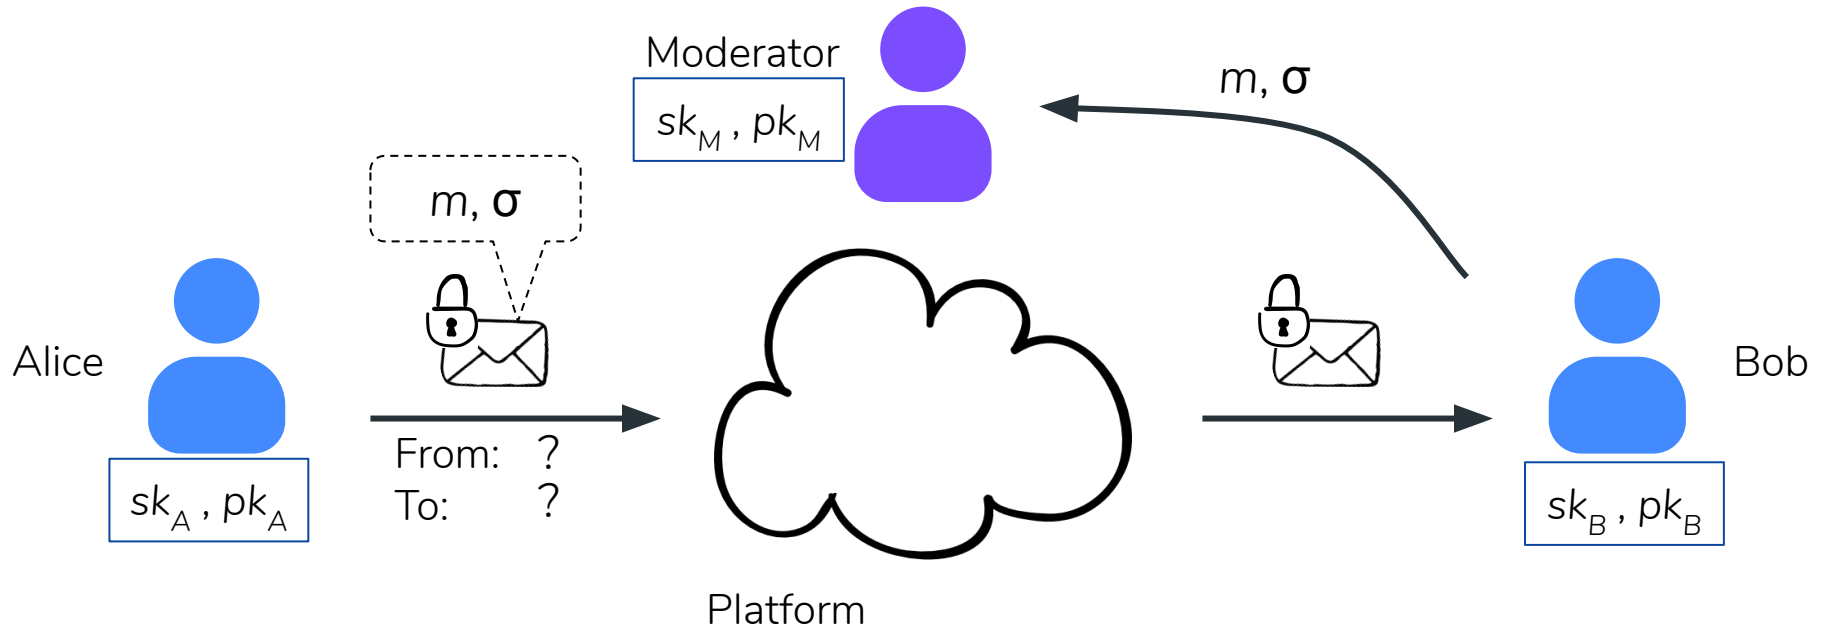 Moderator
sk_M , pk_M
m, σ
m, σ
Alice
Bob
From: ?
To: ?
sk_A , pk_A
sk_B , pk_B
Platform